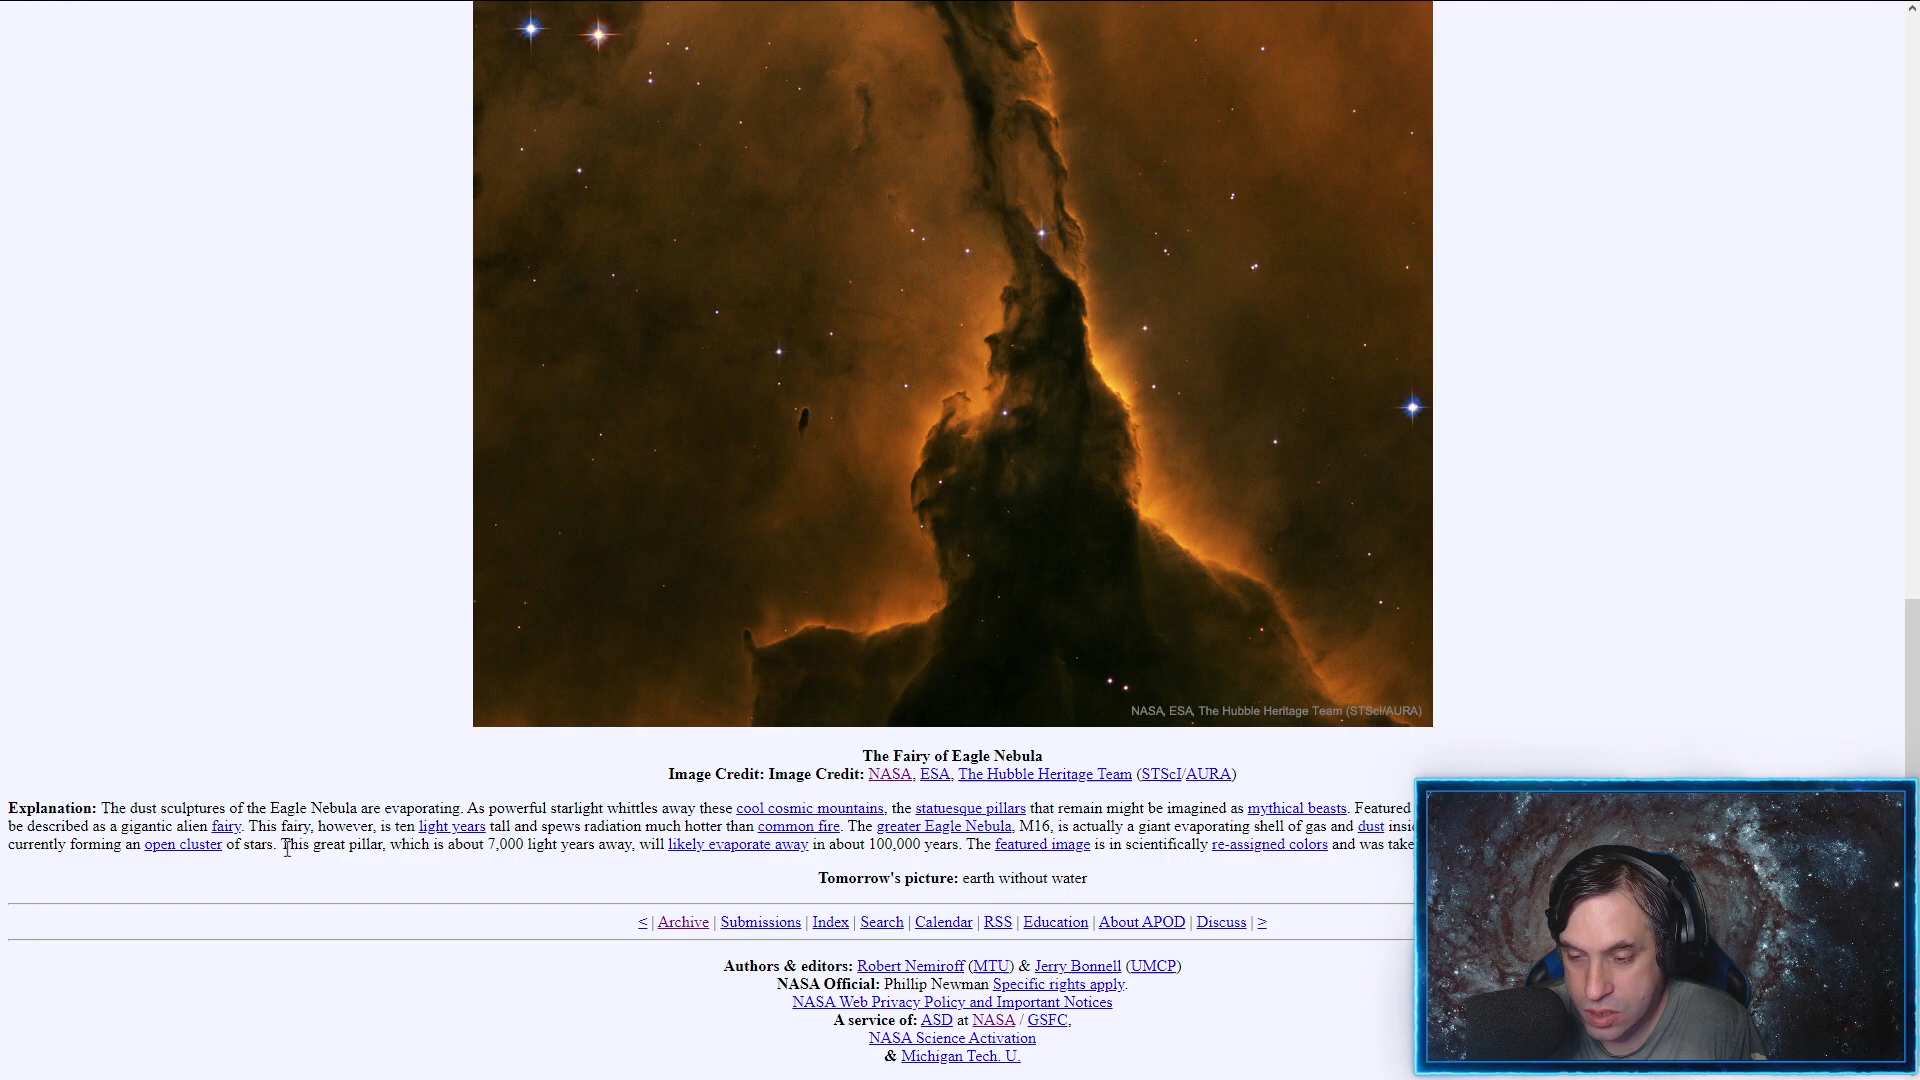 NASA, ESA, The Hubble Heritage Team (STScI/AURA)
The Fairy of Eagle Nebula
Image Credit: Image Credit: NASA, ESA, The Hubble Heritage Team (STScI/AURA)
Explanation: The dust sculptures of the Eagle Nebula are evaporating. As powerful starlight whittles away these cool cosmic mountains, the statuesque pillars that remain might be imagined as mythical beasts. Featured
be described as a gigantic alien fairy. This fairy, however, is ten light years tall and spews radiation much hotter than common fire. The greater Eagle Nebula, M16, is actually a giant evaporating shell of gas and dust
currently forming an open cluster of stars. This great pillar, which is about 7,000 light years away, will likely evaporate away in about 100,000 years. The featured image is in scientifically re-assigned colors and was
Tomorrow's picture: earth without water
< | Archive | Submissions | Index | Search | Calendar | RSS | Education | About APOD | Discuss | >
Authors & editors: Robert Nemiroff (MTU) & Jerry Bonnell (UMCP)
NASA Official: Phillip Newman Specific rights apply.
NASA Web Privacy Policy and Important Notices
A service of: ASD at NASA / GSFC,
NASA Science Activation
& Michigan Tech. U.